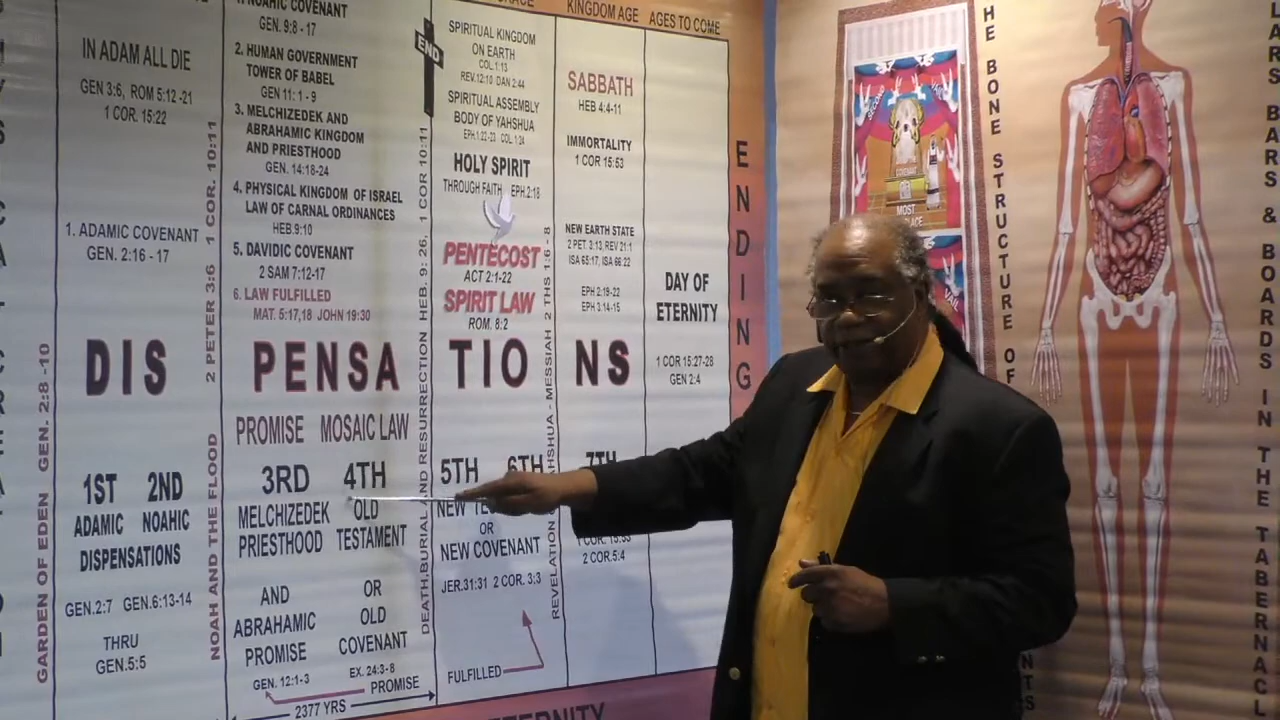 GARDEN OF EDEN GEN. 2:8-10
IN ADAM ALL DIE
GEN 3:6, ROM 5:12 -21
1 COR. 15:22
1. ADAMIC COVENANT
GEN. 2:16 - 17
DIS
1ST 2ND
ADAMIC NOAHIC
DISPENSATIONS
GEN.2:7 GEN.6:13-14
THRU
GEN.5:5
NOAH AND THE FLOOD 2 PETER 3:6 1 COR. 10:11
NOAHIC COVENANT
GEN. 9:8 - 17
2. HUMAN GOVERNMENT
TOWER OF BABEL
GEN 11: 1 - 9
3. MELCHIZEDEK AND
ABRAHAMIC KINGDOM
AND PRIESTHOOD
GEN. 14:18-24
4. PHYSICAL KINGDOM OF ISRAEL
LAW OF CARNAL ORDINANCES
HEB.9:10
5. DAVIDIC COVENANT
2 SAM 7:12-17
6. LAW FULFILLED
MAT. 5:17,18 JOHN 19:30
PENSA
PROMISE MOSAIC LAW
3RD 4TH
MELCHIZEDEK OLD
PRIESTHOOD TESTAMENT
AND OR
ABRAHAMIC OLD
PROMISE COVENANT
GEN. 12:1-3 EX. 24:3-8
PROMISE
2377 YRS
END
DEATH,BURIAL AND RESURRECTION HEB. 9: 26, 1 COR 10:11
SPIRITUAL KINGDOM
ON EARTH
COL.1:13
REV.12:10 DAN 2:44
SPIRITUAL ASSEMBLY
BODY OF YAHSHUA
EPH.1:22-23 COL.1:24
HOLY SPIRIT
THROUGH FAITH EPH.2:18
PENTECOST
ACT 2:1-22
SPIRIT LAW
ROM. 8:2
TIO
5TH 6TH
NEW
OR
NEW COVENANT
JER.31:31 2 COR. 3:3
FULFILLED
REVELATION MESSIAH 2 THS 1:6 - 8
KINGDOM AGE
SABBATH
HEB 4:4-11
IMMORTALITY
1 COR 15:53
NEW EARTH STATE
2 PET 3:13, REV 21:1
ISA 65:17, ISA 66:22
EPH 2:19-22
EPH 3:14-15
NS
7TH
2 COR.5:4
AGES TO COME
DAY OF
ETERNITY
1 COR 15:27-28
GEN 2:4
ENDING
ETERNITY
COVENANT
MOST
VAIL
THE BONE STRUCTURE OF
BARS & BOARDS IN THE TABERNACL